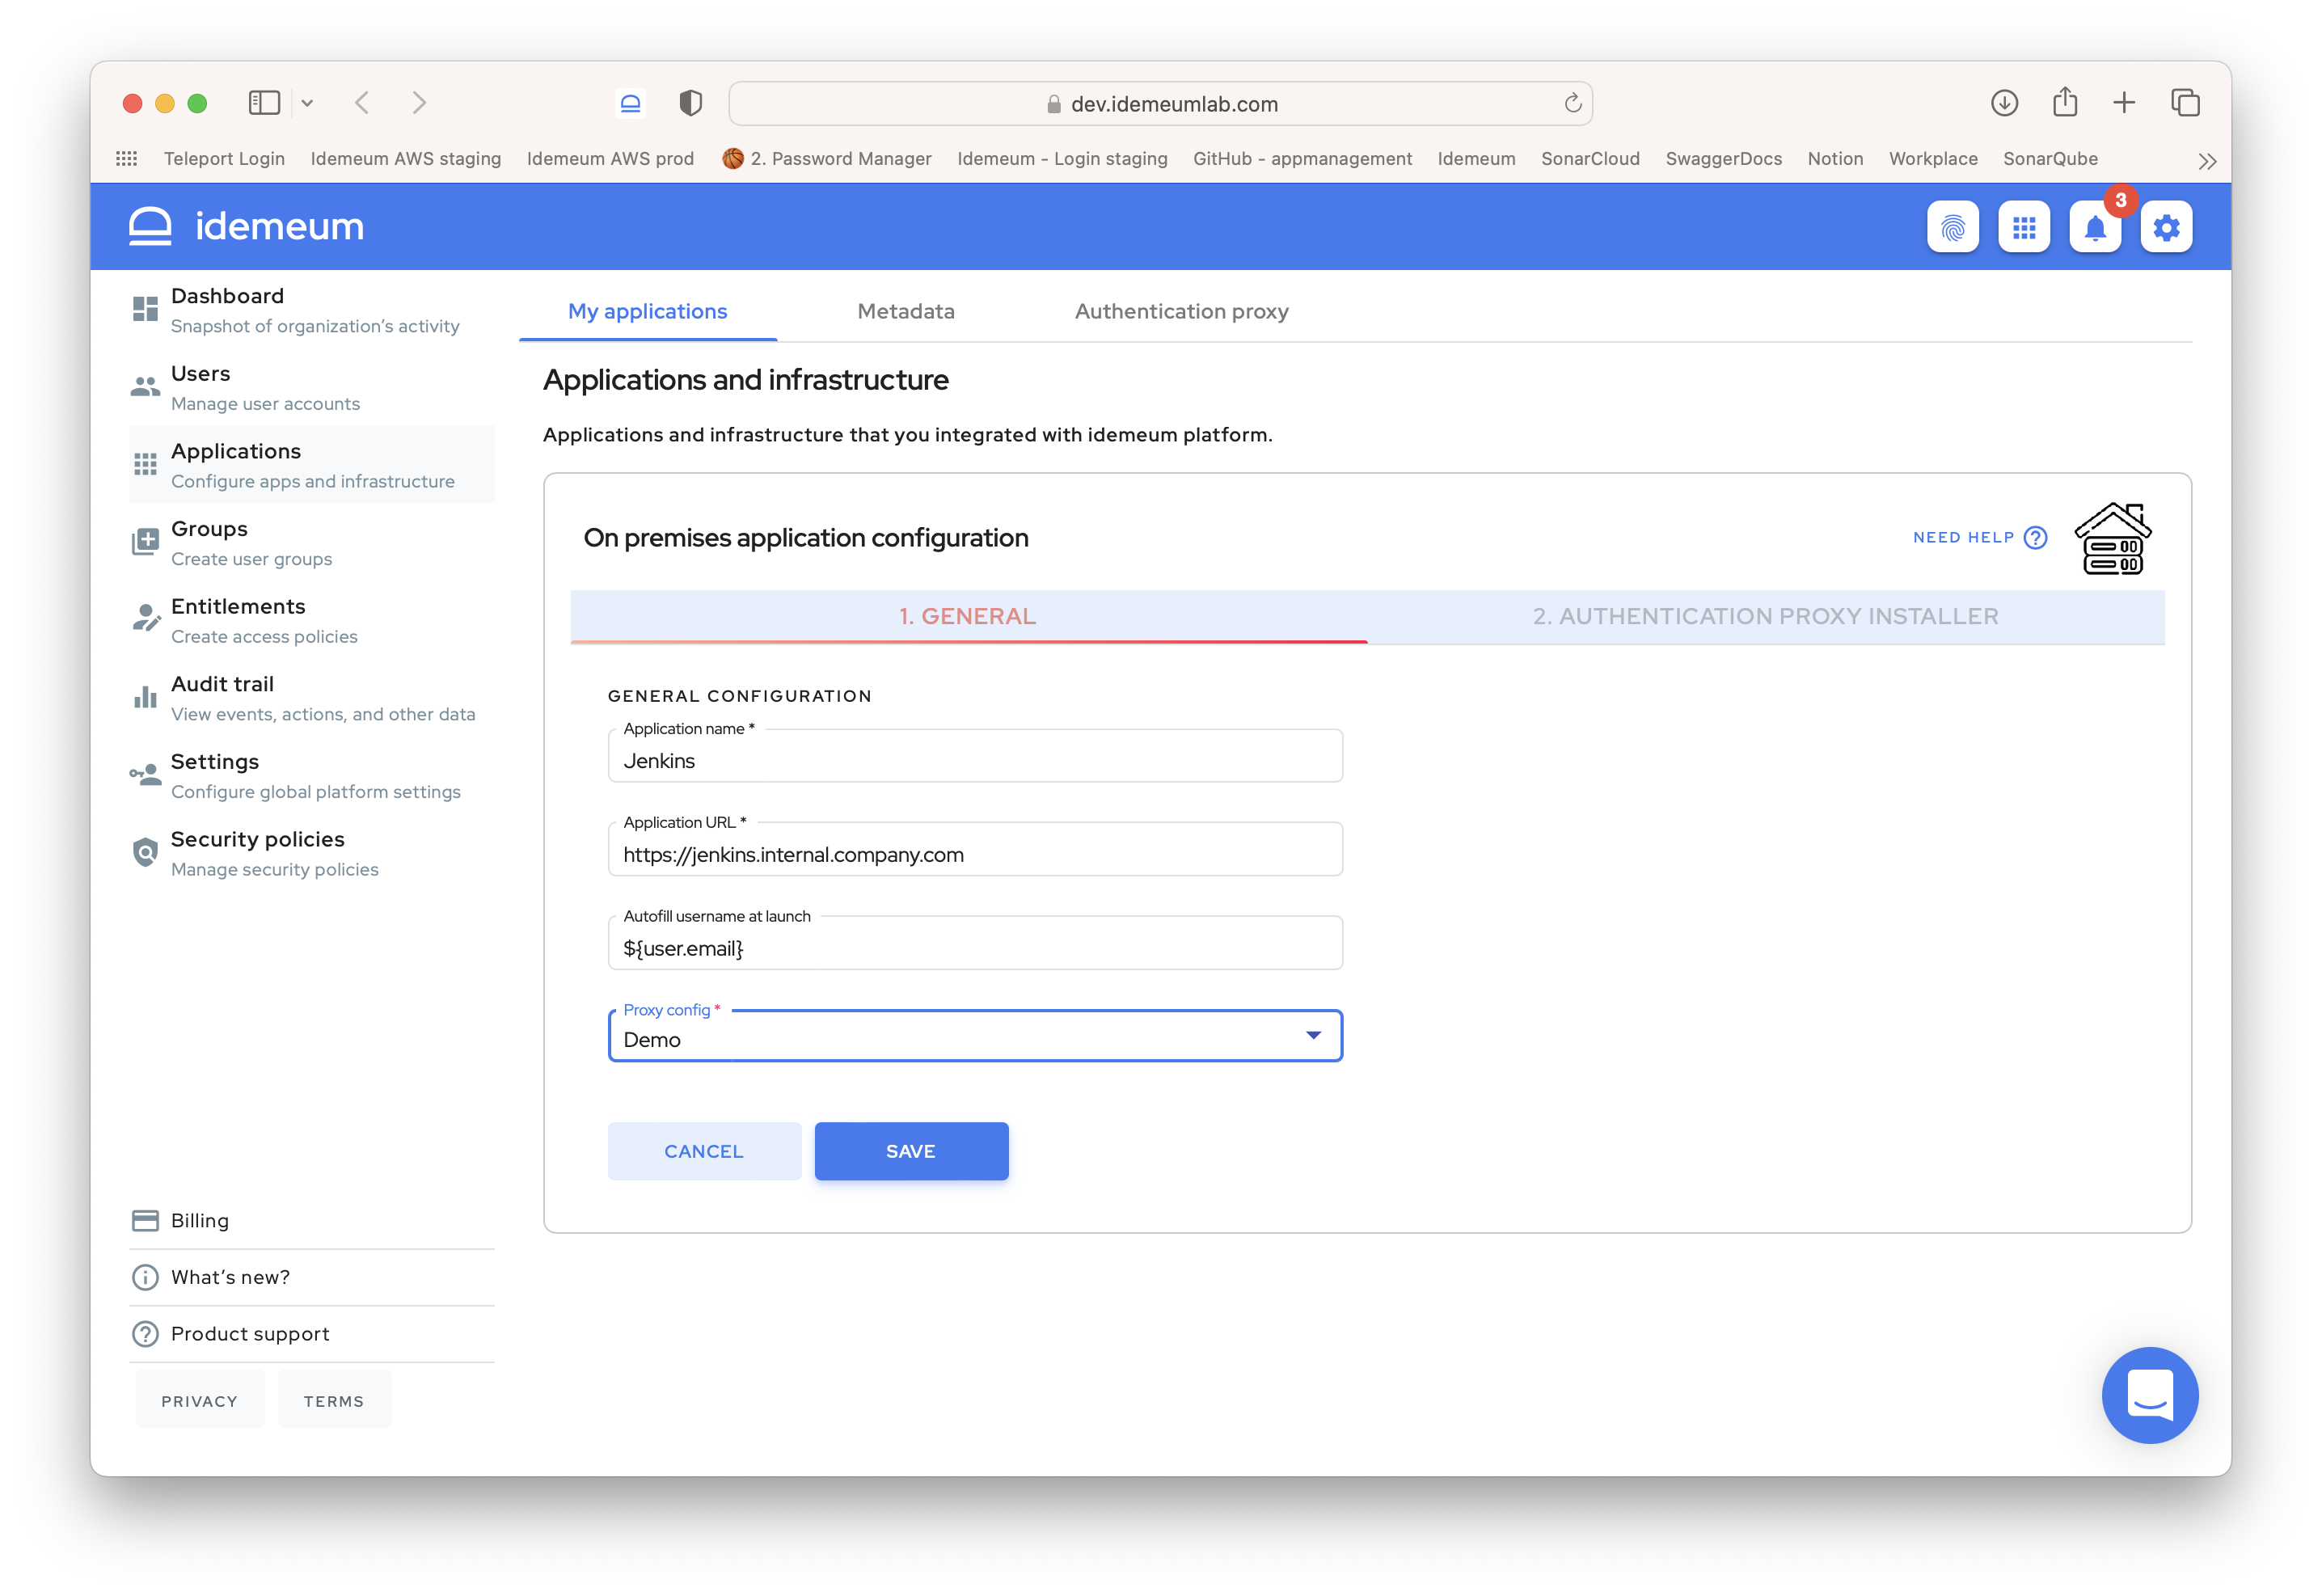 dev.idemeumlab.com
Teleport Login Idemeum AWS staging Idemeum AWS prod 2. Password Manager Idemeum - Login staging GitHub - appmanagement Idemeum SonarCloud SwaggerDocs Notion Workplace SonarQube
idemeum
3
Dashboard
Snapshot of organization's activity
Users
Manage user accounts
Applications
Configure apps and infrastructure
Groups
Create user groups
Entitlements
Create access policies
Audit trail
View events, actions, and other data
Settings
Configure global platform settings
Security policies
Manage security policies
Billing
What's new?
Product support
PRIVACY TERMS
My applications Metadata Authentication proxy
Applications and infrastructure
Applications and infrastructure that you integrated with idemeum platform.
On premises application configuration
NEED HELP ?
1. GENERAL 2. AUTHENTICATION PROXY INSTALLER
GENERAL CONFIGURATION
Application name *
Jenkins
Application URL *
https://jenkins.internal.company.com
Autofill username at launch
${user.email}
Proxy config *
Demo
CANCEL SAVE